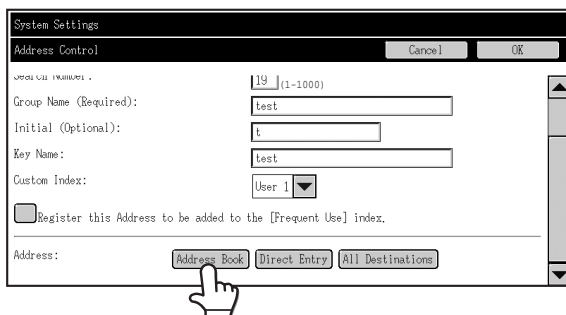 System Settings
Address Control Cancel OK
Search Number: 19 (1-1000)
Group Name (Required): test
Initial (Optional): t
Key Name: test
Custom Index: User 1
Register this Address to be added to the [Frequent Use] index.
Address: Address Book Direct Entry All Destinations